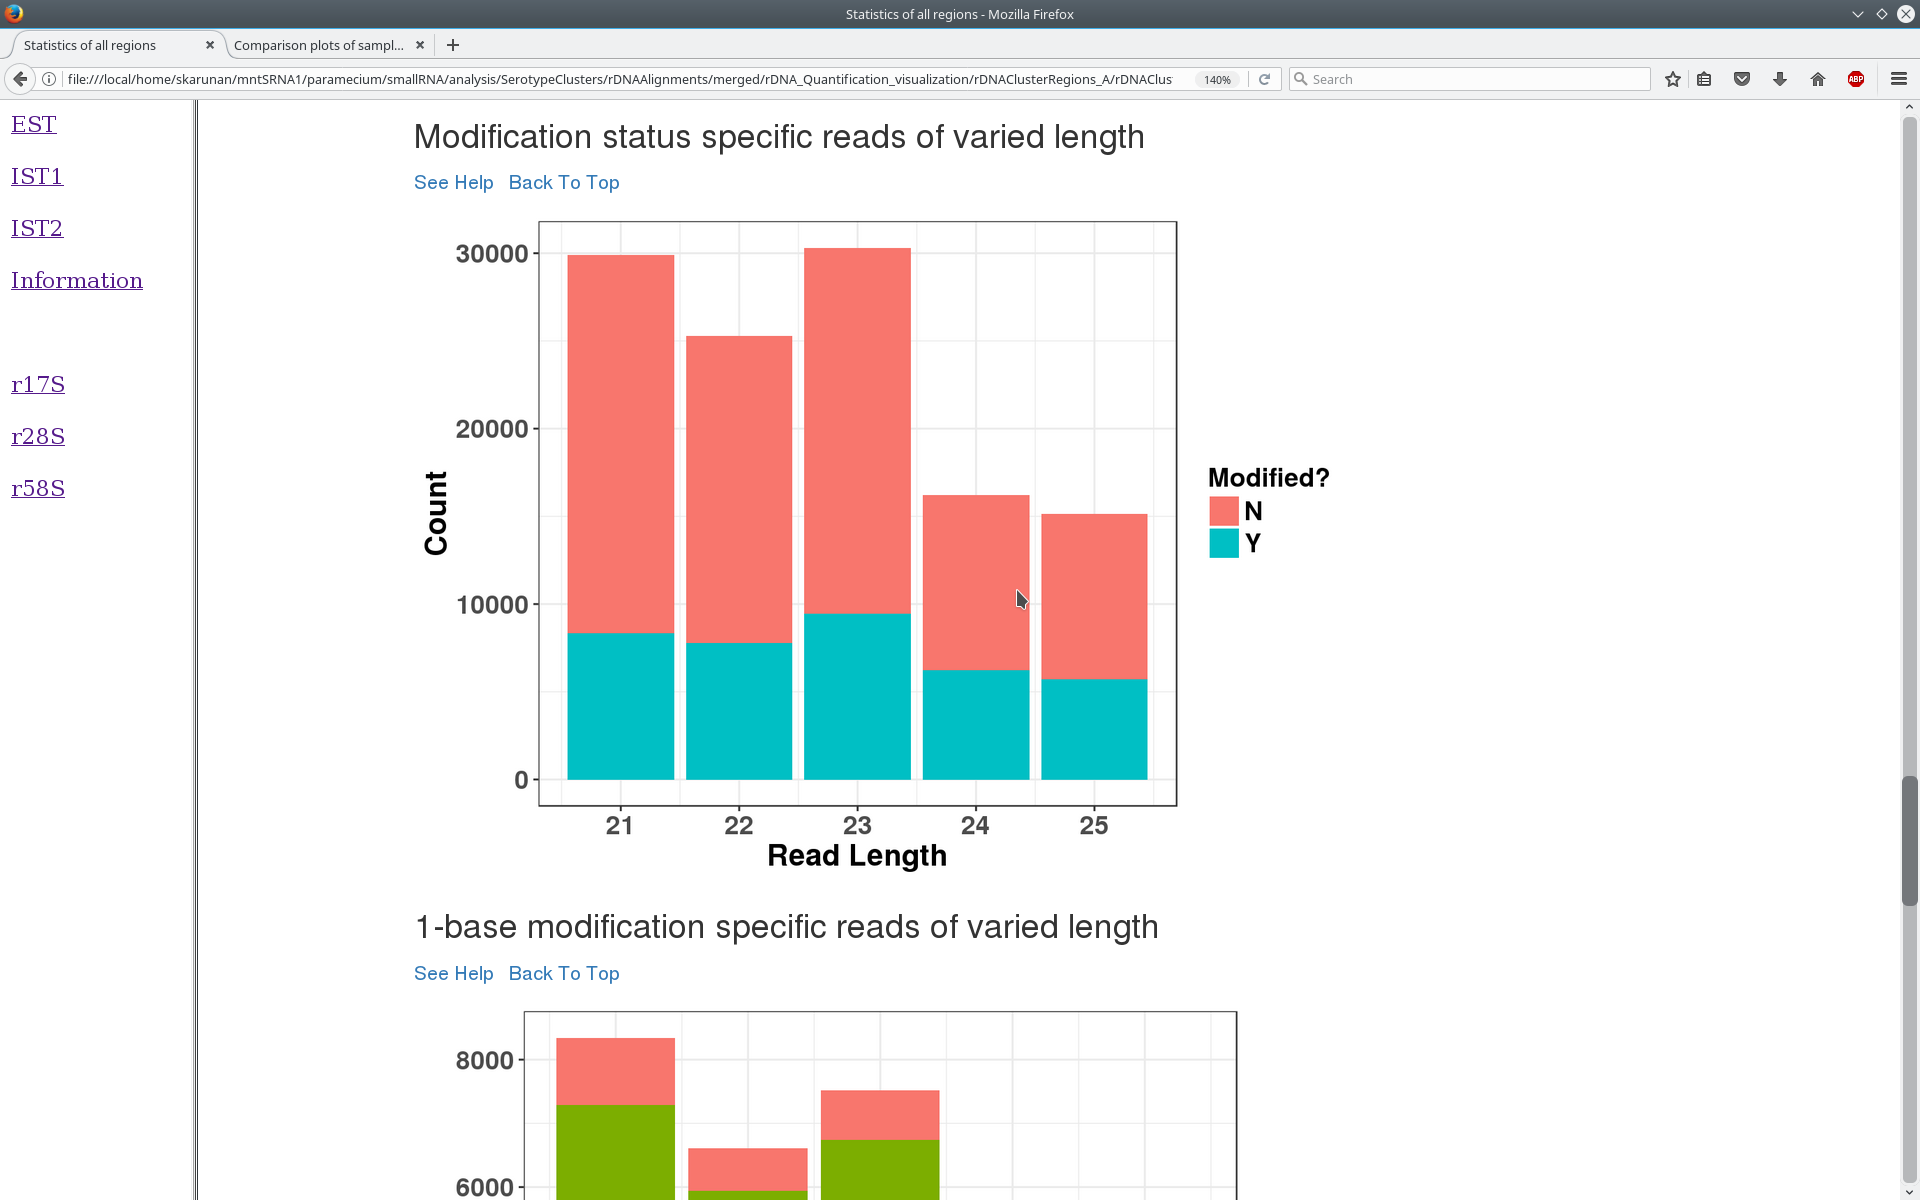 Statistics of all regions - Mozilla Firefox
Statistics of all regions
Comparison plots of sampl...
file:///local/home/skarunan/mntSRNA1/paramecium/smallRNA/analysis/SerotypeClusters/rDNAAlignments/merged/rDNA_Quantification_visualization/rDNAClusterRegions_A/rDNAClus
140%
Search
ABP
EST
IST1
IST2
Information
r17S
r28S
r58S
Modification status specific reads of varied length
See Help Back To Top
30000
20000
10000
0
Count
21 22 23 24 25
Read Length
Modified?
N
Y
1-base modification specific reads of varied length
See Help Back To Top
8000
6000